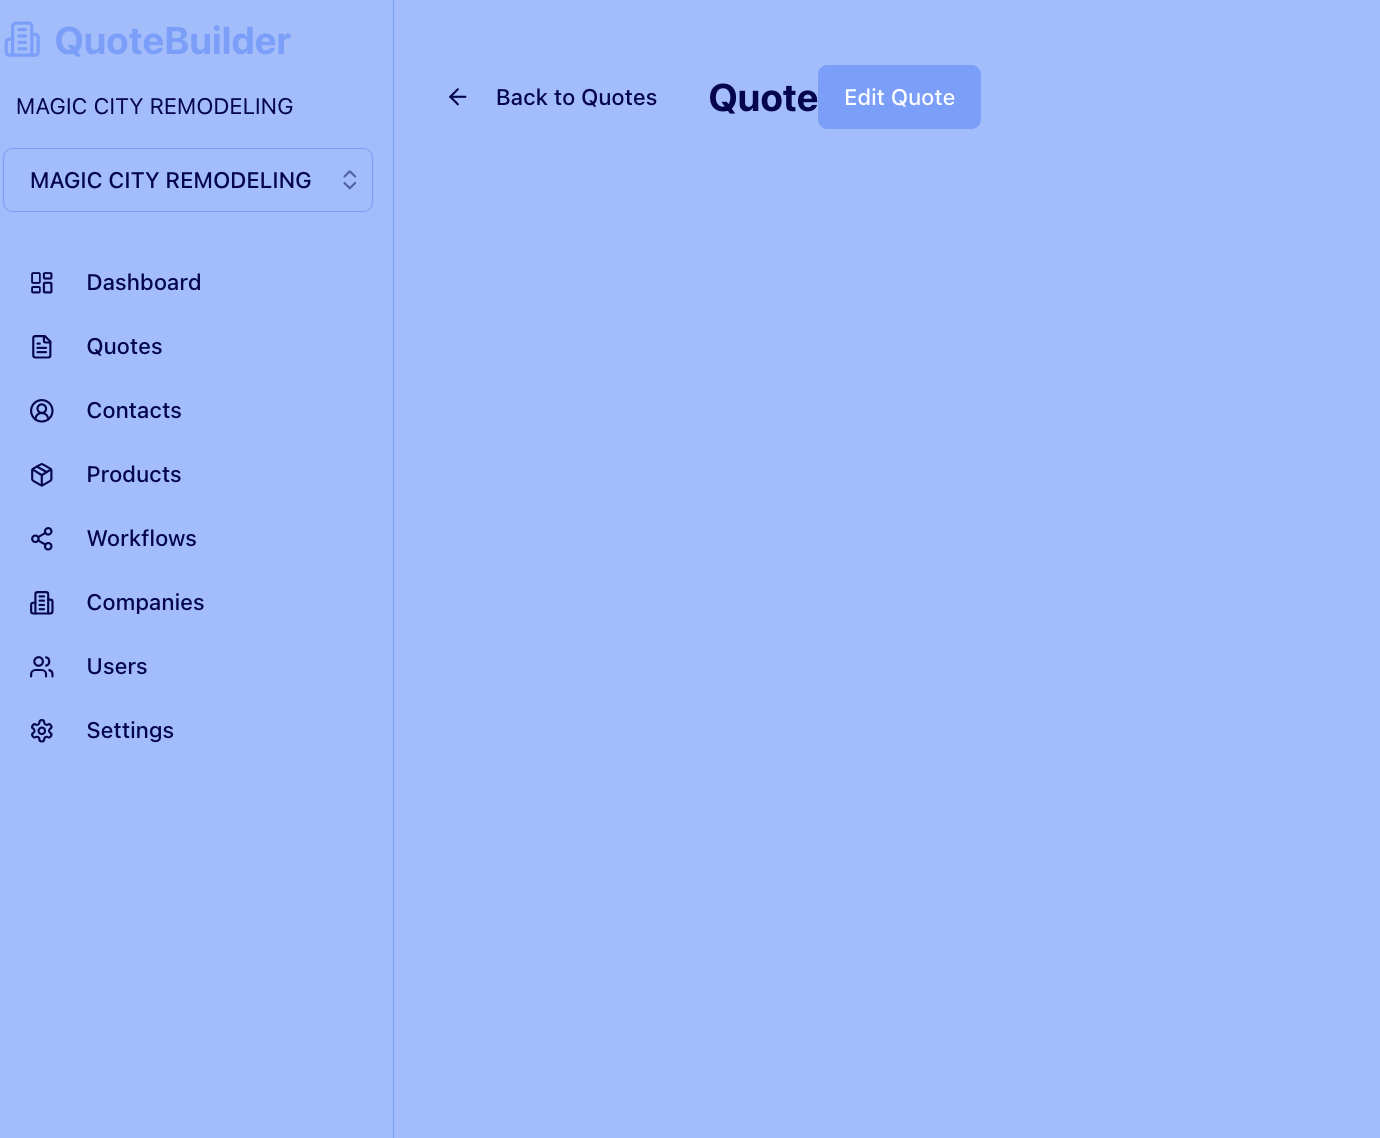 QuoteBuilder
MAGIC CITY REMODELING
MAGIC CITY REMODELING
Dashboard
Quotes
Contacts
Products
Workflows
Companies
Users
Settings
Back to Quotes
Quote
Edit Quote